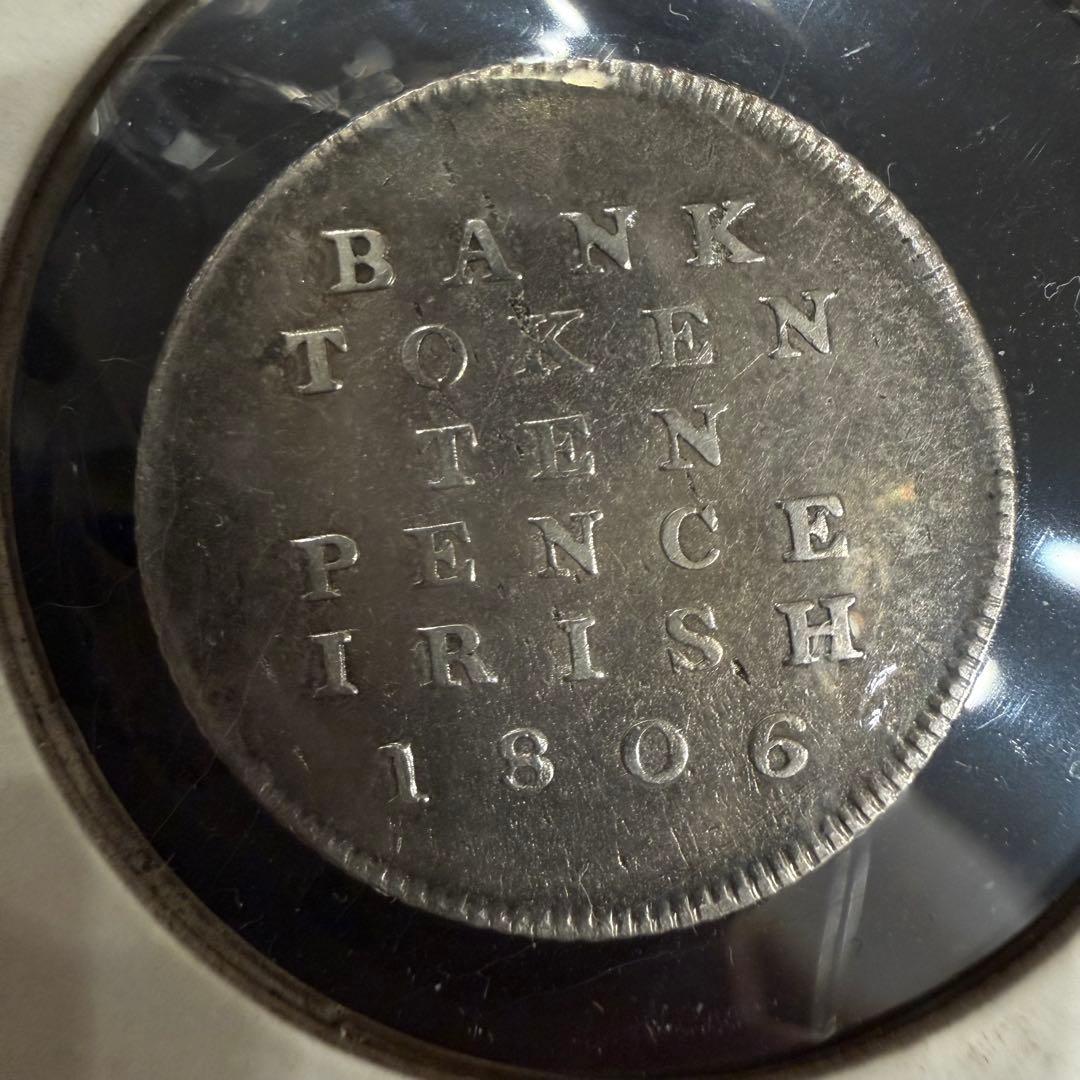 BANK
TOKEN
TEN
PENCE
IRISH
1806